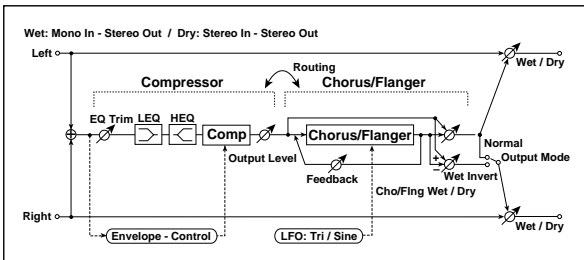 Wet: Mono In - Stereo Out / Dry: Stereo In - Stereo Out
Left
Wet / Dry
Routing
Compressor
Chorus/Flanger
EQ Trim
LEQ
HEQ
Comp
Output Level
Chorus/Flanger
Feedback
+
−
Normal
Output Mode
Wet Invert
Cho/Flng Wet / Dry
Right
Wet / Dry
Envelope - Control
LFO: Tri / Sine